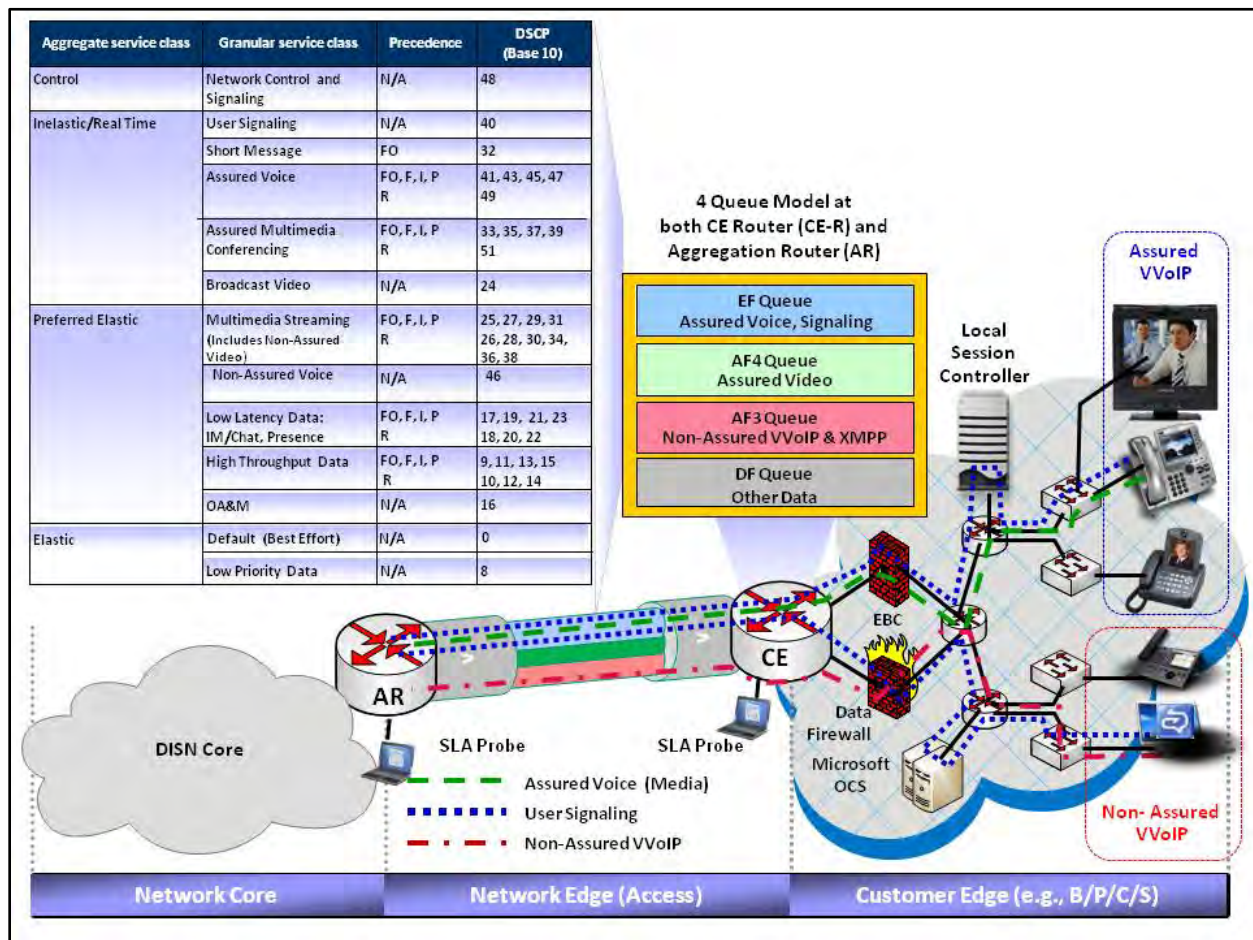 Aggregate service class Granular service class Precedence DSCP
(Base 10)
Control Network Control and N/A 48
Signaling
Inelastic/Real Time User Signaling N/A 40
Short Message FO 32
Assured Voice FO, F, I, P 41, 43, 45, 47
R 49
Assured Multimedia FO, F, I, P 33, 35, 37, 39
Conferencing R 51
Broadcast Video N/A 24
Preferred Elastic Multimedia Streaming FO, F, I, P 25, 27, 29, 31
(Includes Non-Assured R 26, 28, 30, 34,
Video) 36, 38
Non-Assured Voice N/A 46
Low Latency Data: FO, F, I, P 17, 19, 21, 23
IM/Chat, Presence R 18, 20, 22
High Throughput Data FO, F, I, P 9, 11, 13, 15
R 10, 12, 14
OA&M N/A 16
Elastic Default (Best Effort) N/A 0
Low Priority Data N/A 8
4 Queue Model at
both CE Router (CE-R) and
Aggregation Router (AR)
EF Queue
Assured Voice, Signaling
AF4 Queue
Assured Video
AF3 Queue
Non-Assured VVoIP & XMPP
DF Queue
Other Data
Local
Session
Controller
Assured
VVoIP
EBC
AR
CE
Data
Firewall
Microsoft
OCS
DISN Core
SLA Probe
SLA Probe
Assured Voice (Media)
User Signaling
Non-Assured VVoIP
Non- Assured
VVoIP
Network Core
Network Edge (Access)
Customer Edge (e.g., B/P/C/S)